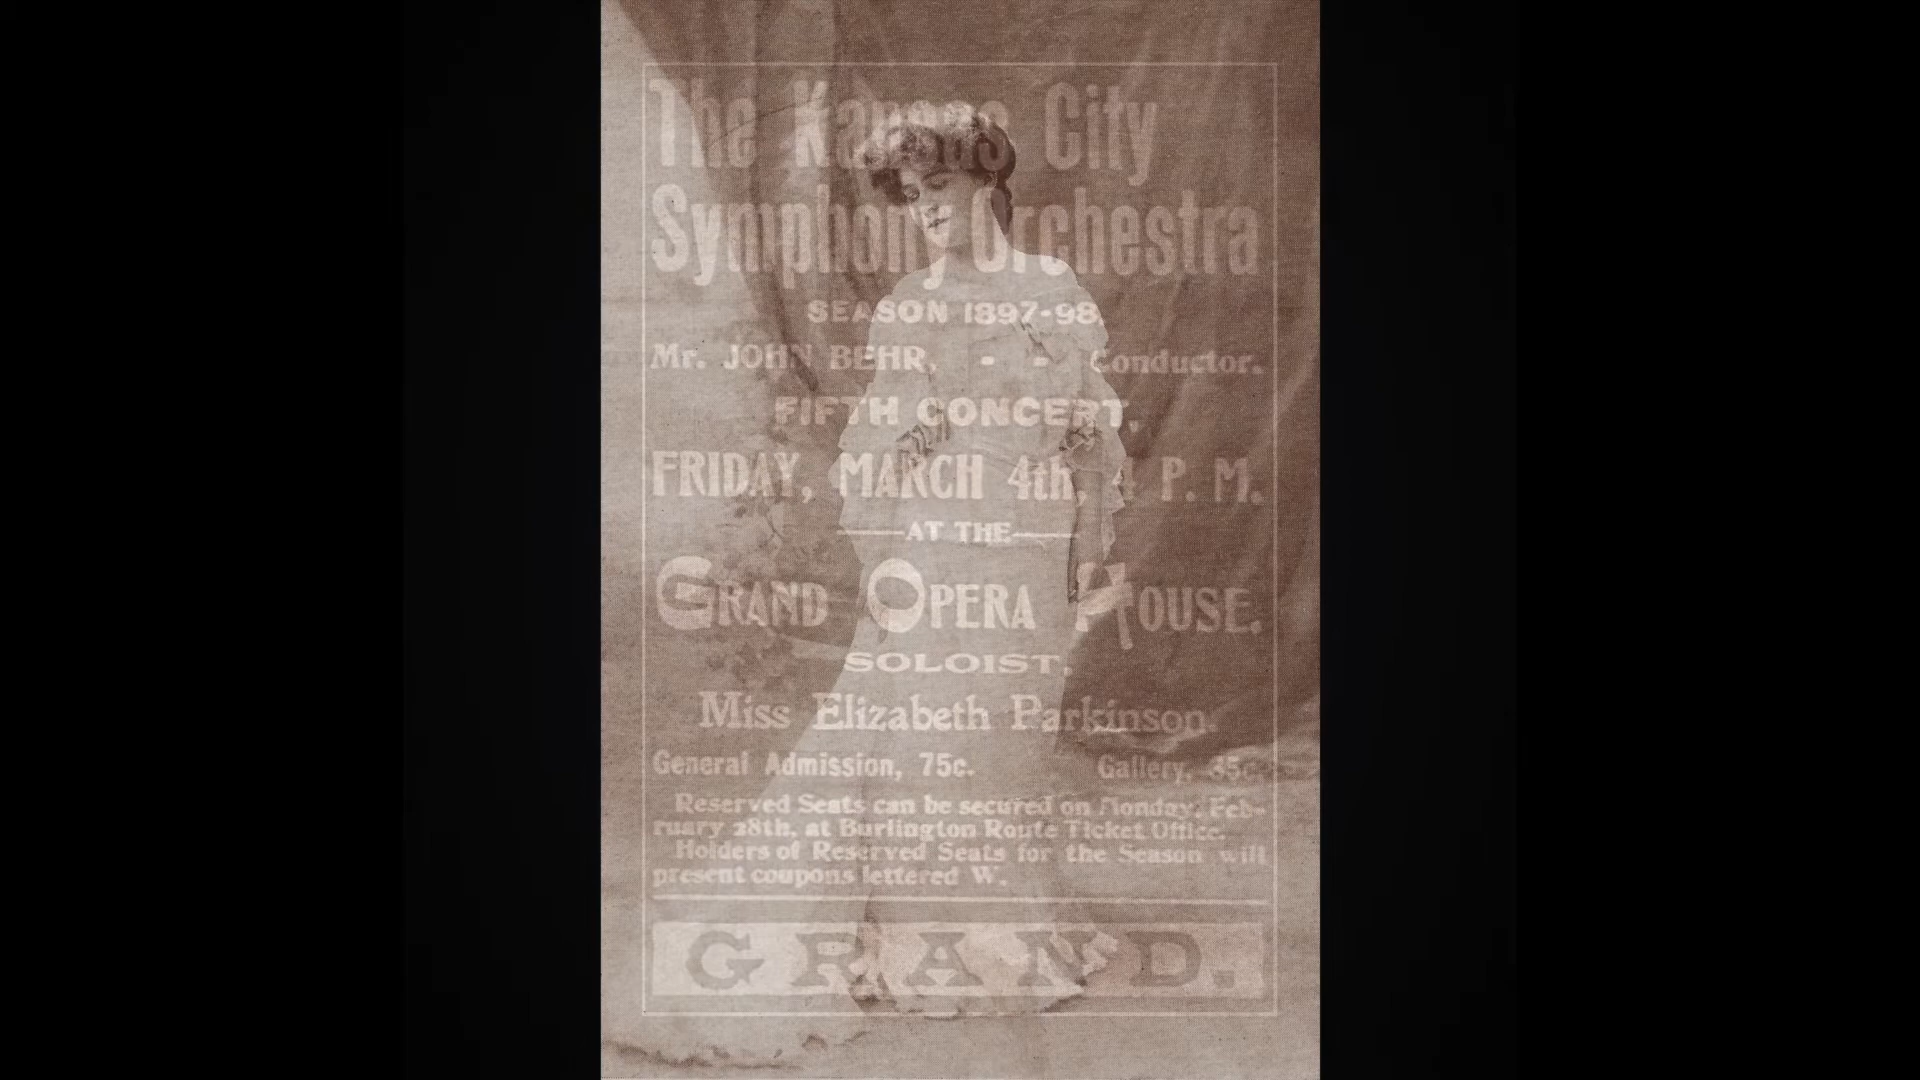 The Kansas City
Symphony Orchestra
SEASON 1897-98.
Mr. JOHN BEHR, - - Conductor.
FIFTH CONCERT.
FRIDAY, MARCH 4th, 4 P. M.
AT THE
GRAND OPERA HOUSE.
SOLOIST,
Miss Elizabeth Parkinson
General Admission, 75c. Gallery,
Reserved Seats can be secured on Monday, Feb-
ruary 28th, at Burlington Route Ticket Office.
Holders of Reserved Seats for the Season will
present coupons lettered W.
GRAND.